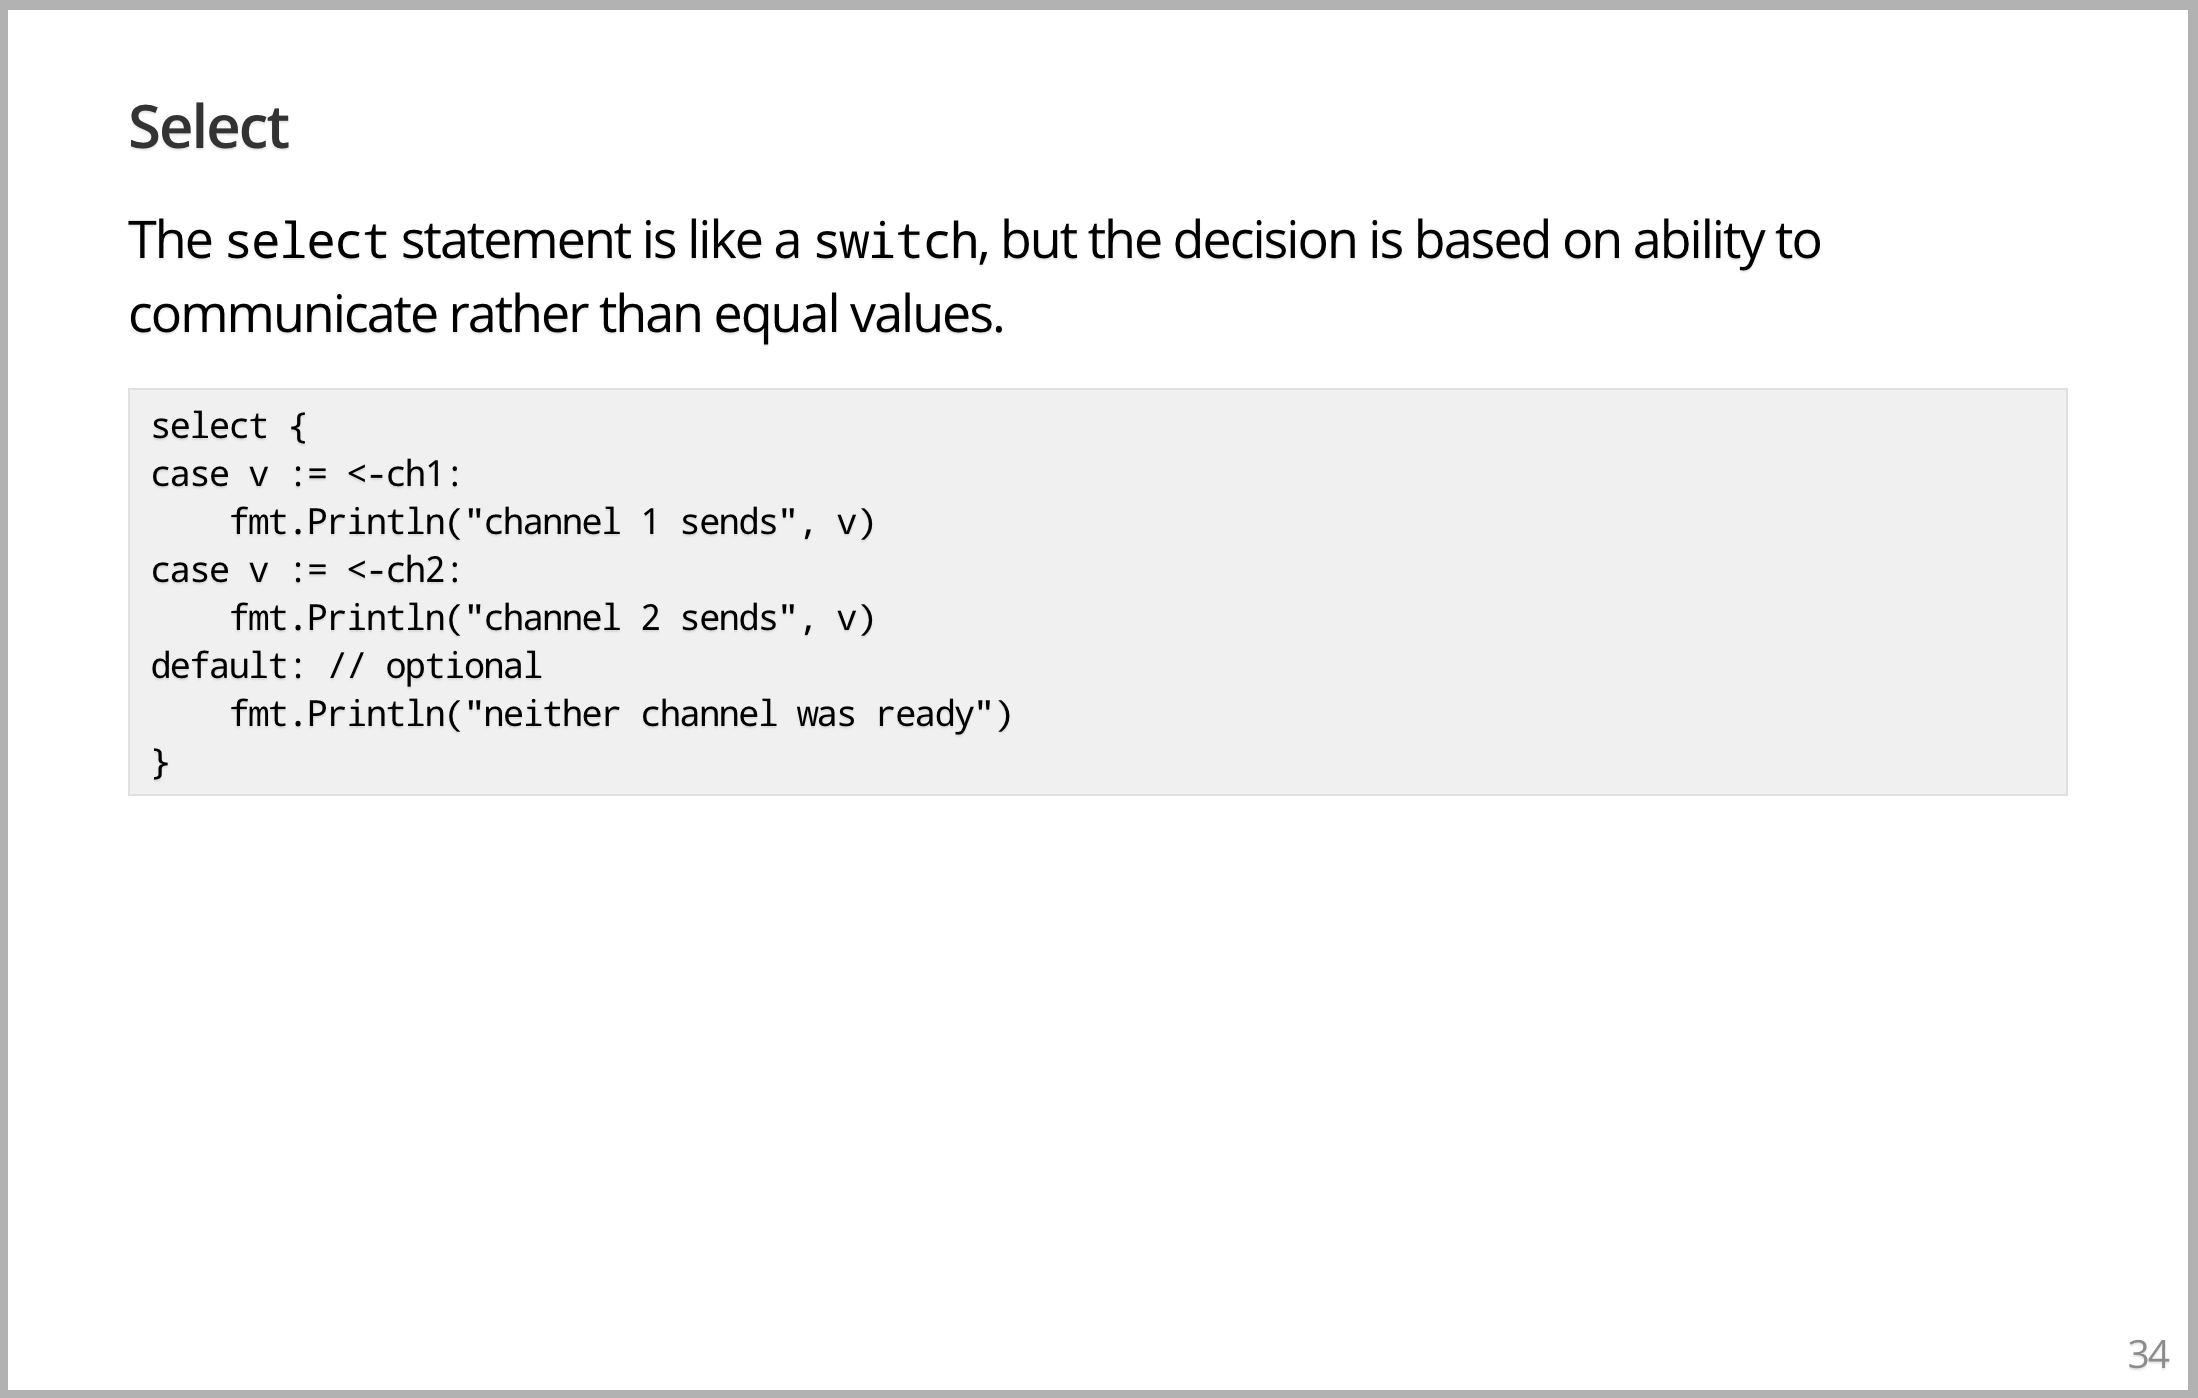 Select
The select statement is like a switch, but the decision is based on ability to
communicate rather than equal values.
select {
case v := <-ch1:
    fmt.Println("channel 1 sends", v)
case v := <-ch2:
    fmt.Println("channel 2 sends", v)
default: // optional
    fmt.Println("neither channel was ready")
}
34